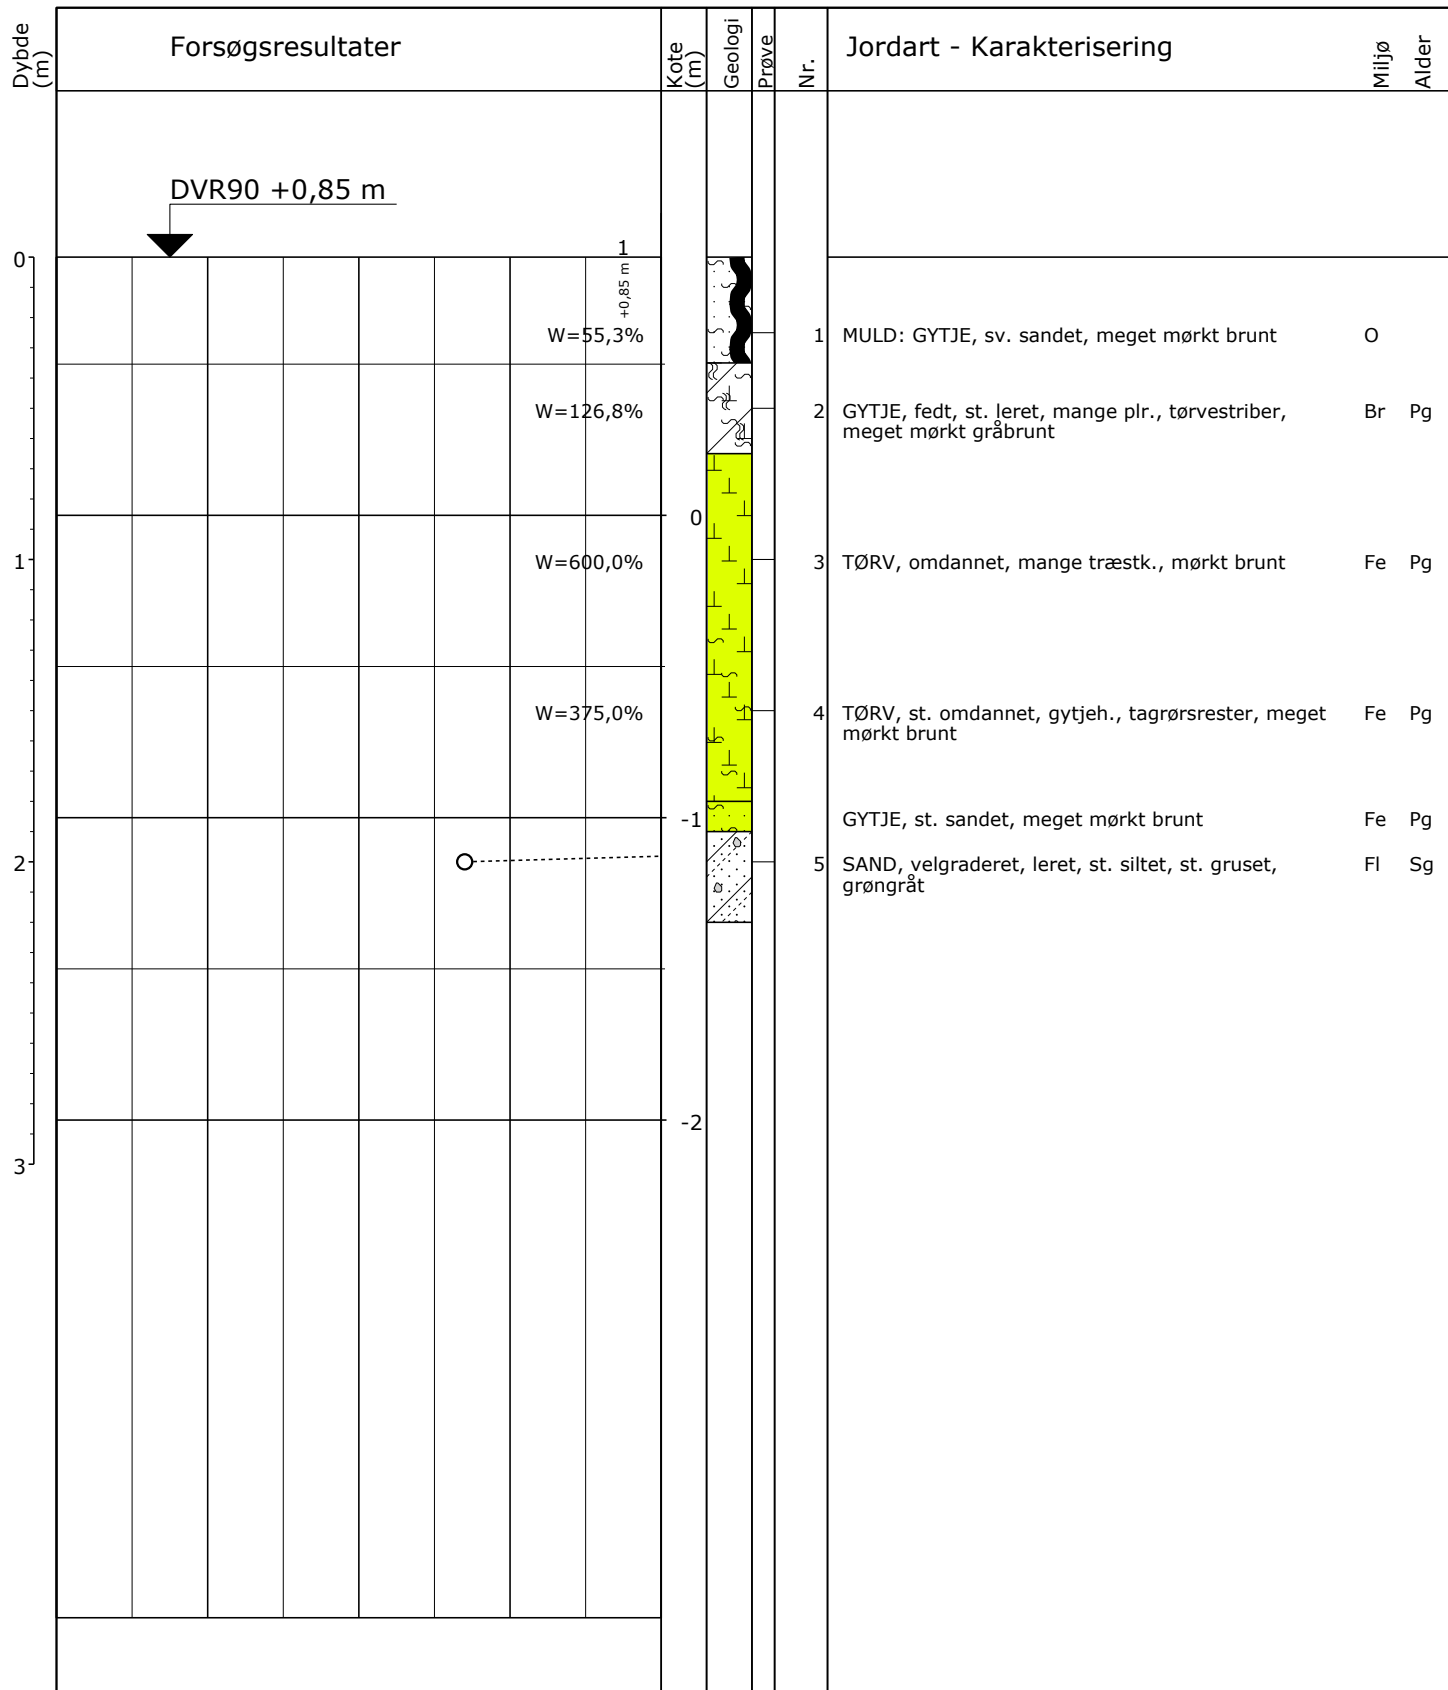 Dybde
(m)
Forsøgsresultater
Kote
(m)
Geologi
Prøve
Nr.
Jordart - Karakterisering
Miljø
Alder
DVR90 +0,85 m
1
+0,85 m
0
W=55,3%
1
MULD: GYTJE, sv. sandet, meget mørkt brunt
O
W=126,8%
2
GYTJE, fedt, st. leret, mange plr., tørvestriber,
meget mørkt gråbrunt
Br
Pg
0
1
W=600,0%
3
TØRV, omdannet, mange træstk., mørkt brunt
Fe
Pg
W=375,0%
4
TØRV, st. omdannet, gytjeh., tagrørsrester, meget
mørkt brunt
Fe
Pg
-1
GYTJE, st. sandet, meget mørkt brunt
Fe
Pg
2
5
SAND, velgraderet, leret, st. siltet, st. gruset,
grøngråt
Fl
Sg
-2
3